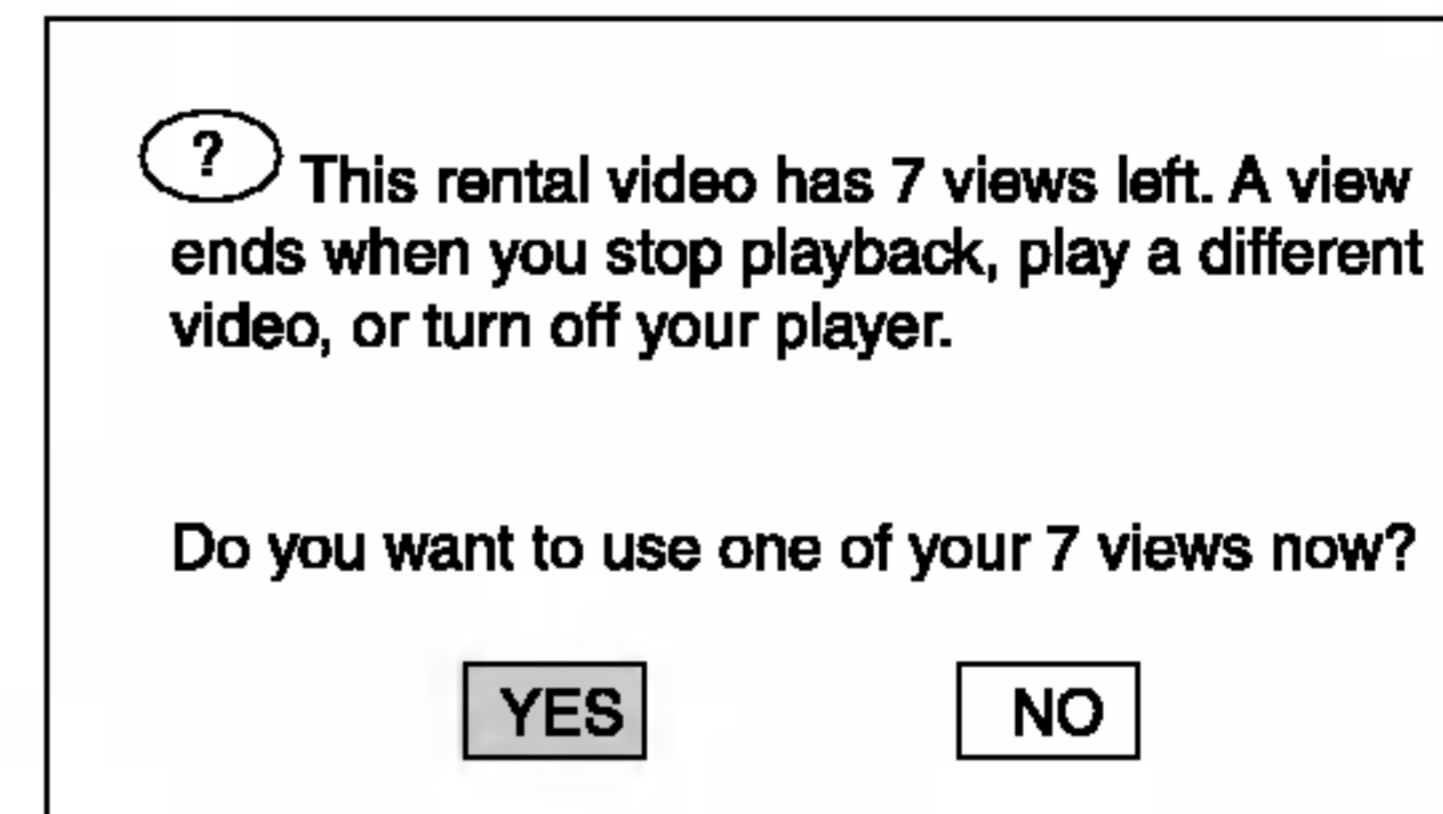 ? This rental video has 7 views left. A view
ends when you stop playback, play a different
video, or turn off your player.
Do you want to use one of your 7 views now?
YES NO